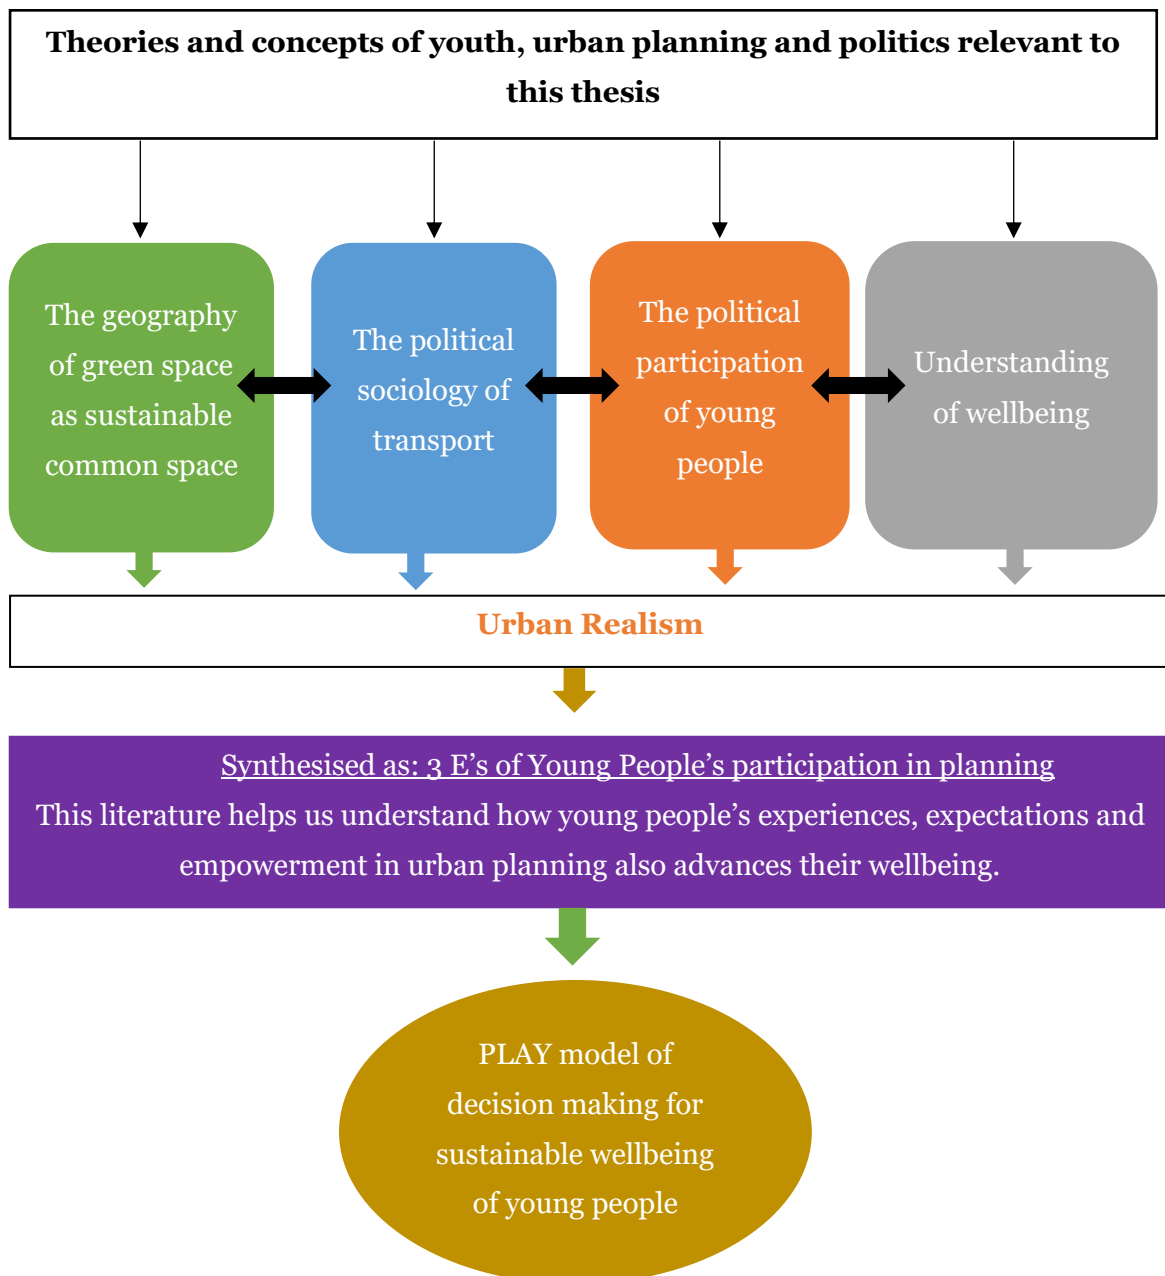 Theories and concepts of youth, urban planning and politics relevant to
this thesis
The geography
of green space
as sustainable
common space
The political
sociology of
transport
The political
participation
of young
people
Understanding
of wellbeing
Urban Realism
Synthesised as: 3 E’s of Young People’s participation in planning
This literature helps us understand how young people’s experiences, expectations and
empowerment in urban planning also advances their wellbeing.
PLAY model of
decision making for
sustainable wellbeing
of young people